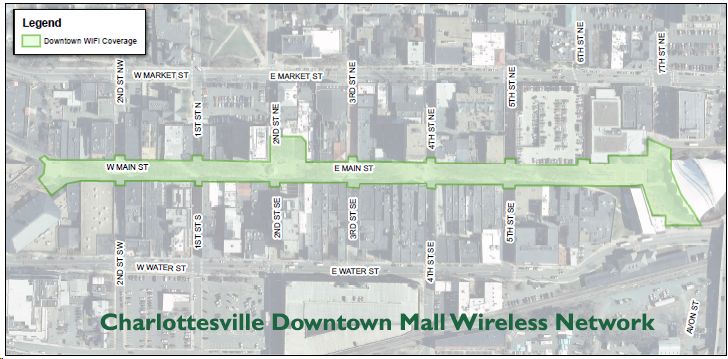 Legend
Downtown WIFI Coverage
2ND ST NW
W MARKET ST
1ST ST N
E MARKET ST
2ND ST NE
3RD ST NE
4TH ST NE
5TH ST NE
6TH ST NE
7TH ST NE
W MAIN ST
E MAIN ST
2ND ST SW
1ST ST S
2ND ST SE
3RD ST SE
4TH ST SE
5TH ST SE
W WATER ST
E WATER ST
AVON ST
Charlottesville Downtown Mall Wireless Network